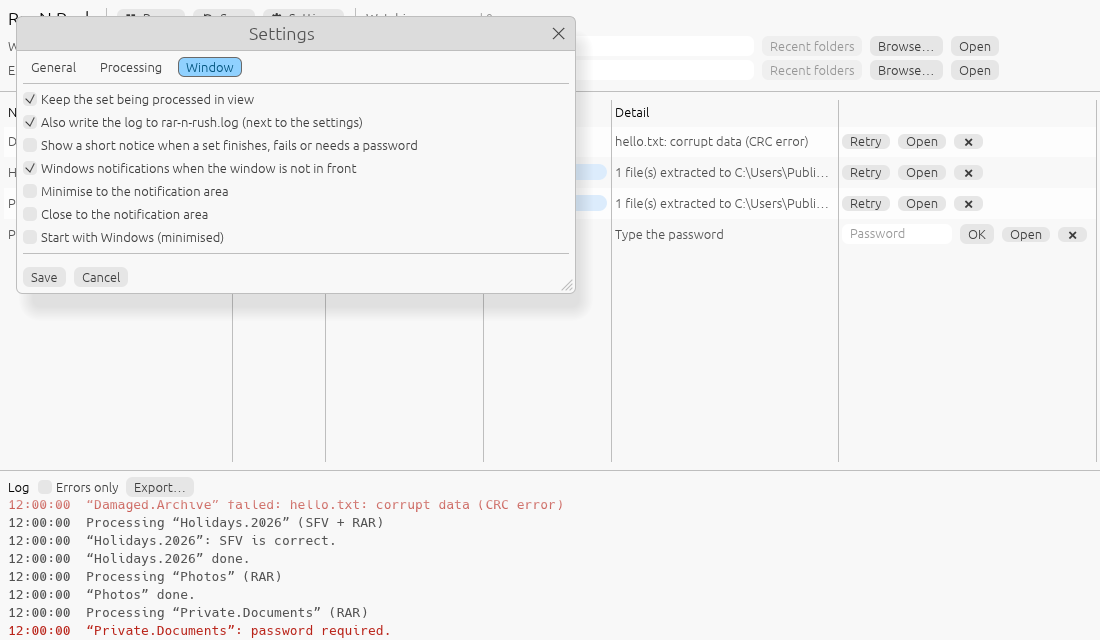 Settings
General Processing Window
Keep the set being processed in view
Also write the log to rar-n-rush.log (next to the settings)
Show a short notice when a set finishes, fails or needs a password
Windows notifications when the window is not in front
Minimise to the notification area
Close to the notification area
Start with Windows (minimised)
Save Cancel
Recent folders Browse... Open
Recent folders Browse... Open
Detail
hello.txt: corrupt data (CRC error) Retry Open ×
1 file(s) extracted to C:\Users\Publi... Retry Open ×
1 file(s) extracted to C:\Users\Publi... Retry Open ×
Type the password Password OK Open ×
Log Errors only Export...
12:00:00 “Damaged.Archive” failed: hello.txt: corrupt data (CRC error)
12:00:00 Processing “Holidays.2026” (SFV + RAR)
12:00:00 “Holidays.2026”: SFV is correct.
12:00:00 “Holidays.2026” done.
12:00:00 Processing “Photos” (RAR)
12:00:00 “Photos” done.
12:00:00 Processing “Private.Documents” (RAR)
12:00:00 “Private.Documents”: password required.